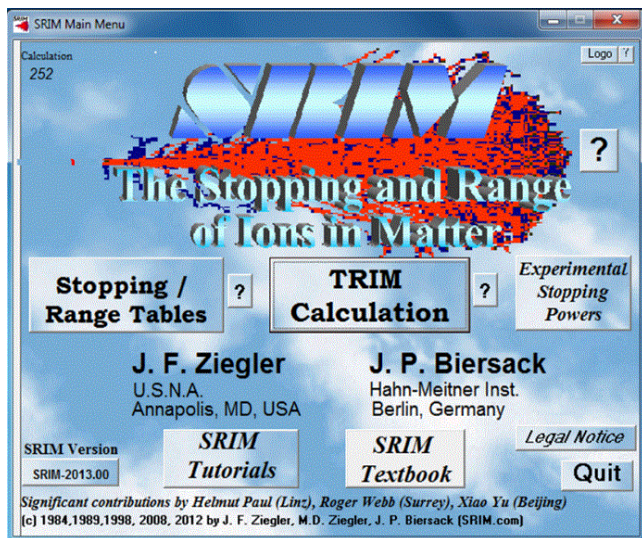 SRIM Main Menu
Calculation
252
Logo ?
SRIM
?
The Stopping and Range
of Ions in Matter
Stopping /
Range Tables
?
TRIM
Calculation
?
Experimental
Stopping
Powers
J. F. Ziegler
U.S.N.A.
Annapolis, MD, USA
J. P. Biersack
Hahn-Meitner Inst.
Berlin, Germany
SRIM Version
SRIM-2013.00
SRIM
Tutorials
SRIM
Textbook
Legal Notice
Quit
Significant contributions by Helmut Paul (Linz), Roger Webb (Surrey), Xiao Yu (Beijing)
(c) 1984,1989,1998, 2008, 2012 by J. F. Ziegler, M.D. Ziegler, J. P. Biersack (SRIM.com)